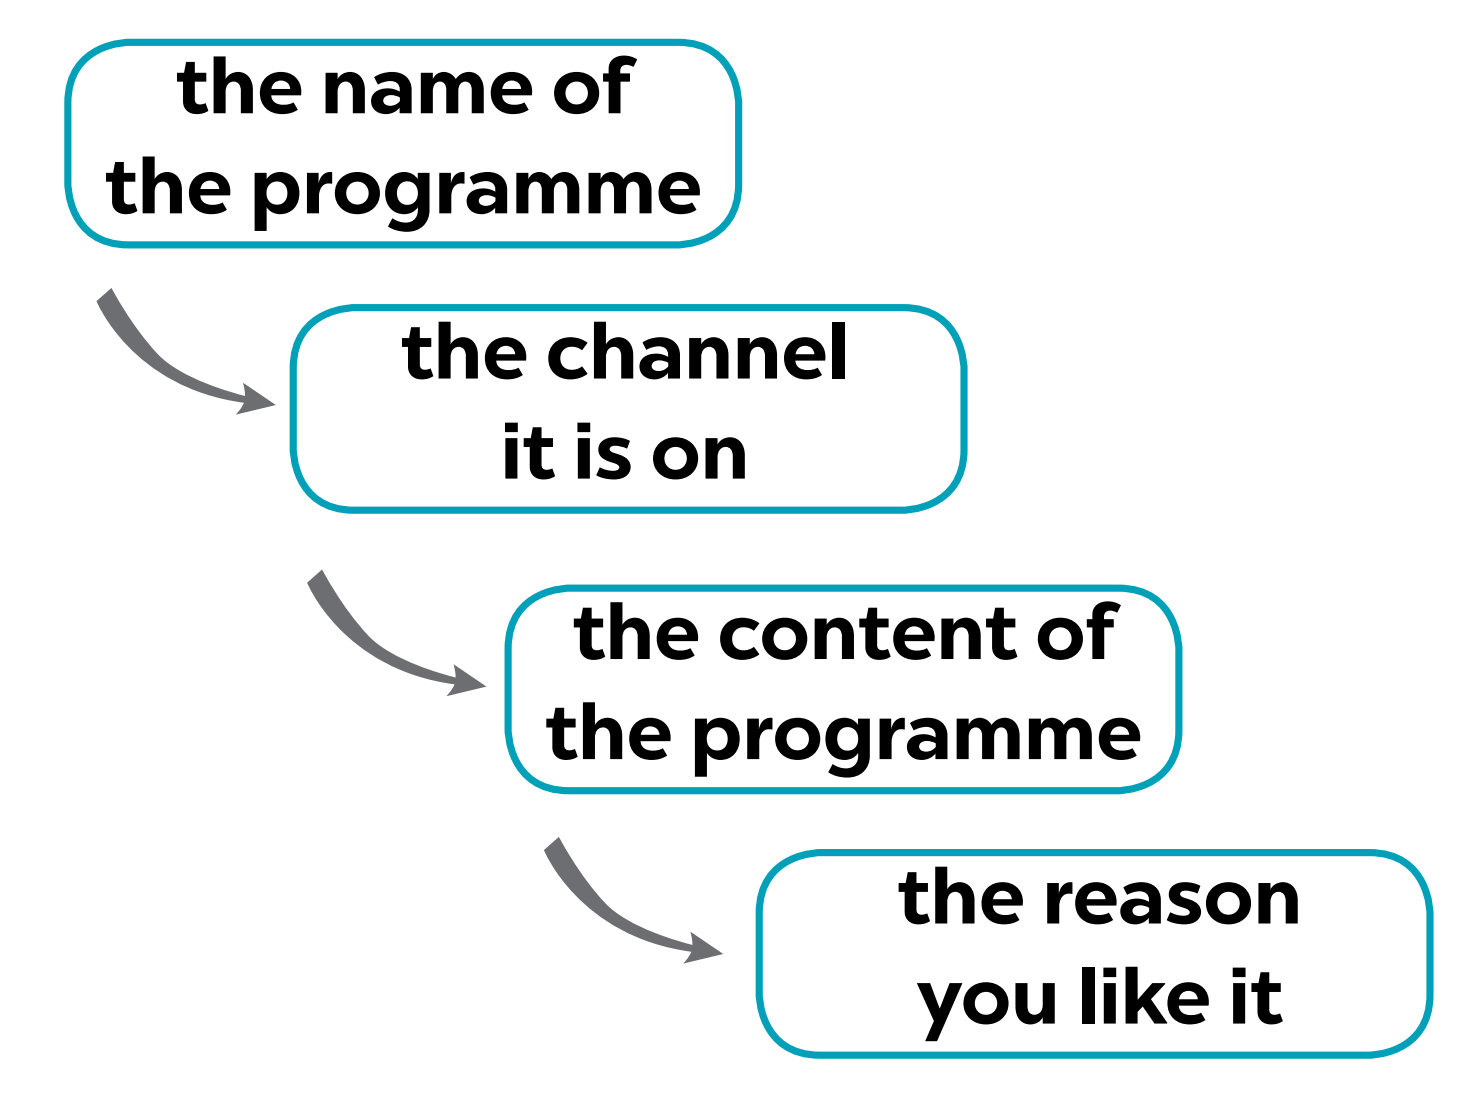 the name of
the programme
the channel
it is on
the content of
the programme
the reason
you like it